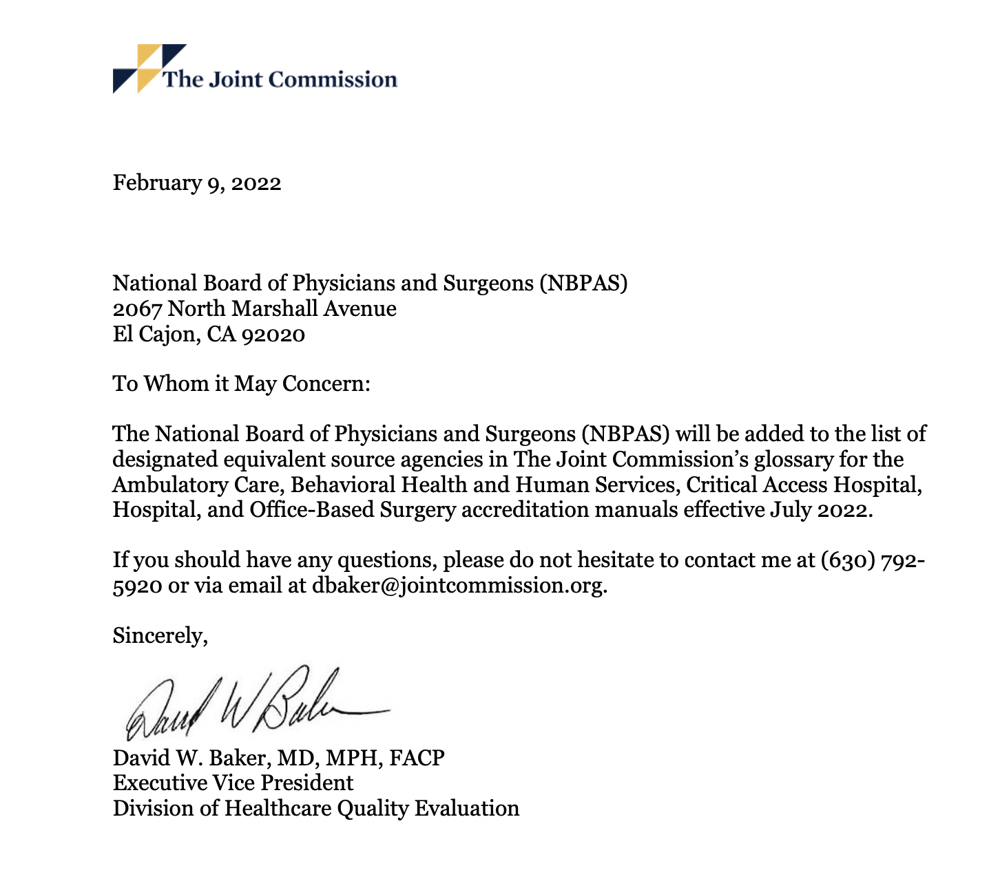 The Joint Commission
February 9, 2022
National Board of Physicians and Surgeons (NBPAS)
2067 North Marshall Avenue
El Cajon, CA 92020
To Whom it May Concern:
The National Board of Physicians and Surgeons (NBPAS) will be added to the list of
designated equivalent source agencies in The Joint Commission’s glossary for the
Ambulatory Care, Behavioral Health and Human Services, Critical Access Hospital,
Hospital, and Office-Based Surgery accreditation manuals effective July 2022.
If you should have any questions, please do not hesitate to contact me at (630) 792-
5920 or via email at dbaker@jointcommission.org.
Sincerely,
David W Baker
David W. Baker, MD, MPH, FACP
Executive Vice President
Division of Healthcare Quality Evaluation